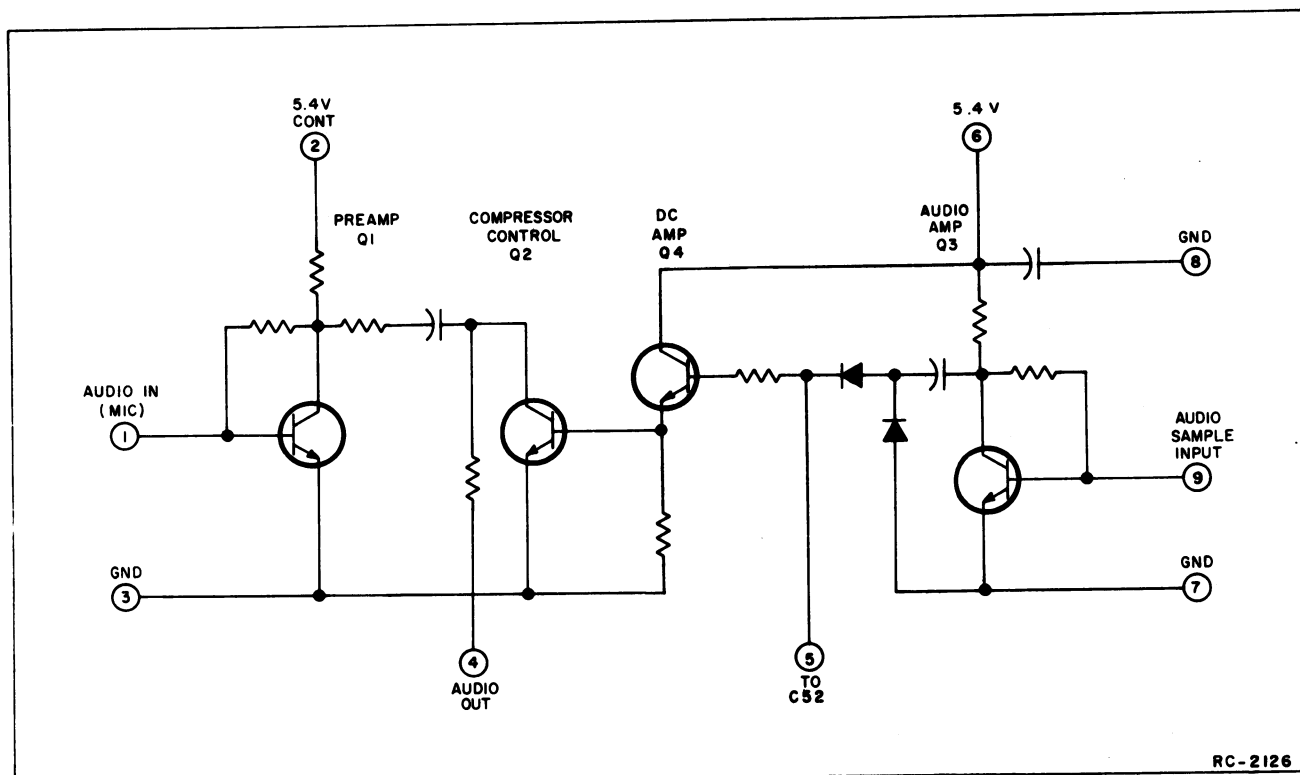 5.4V
CONT
2
5.4 V
6
PREAMP
Q1
COMPRESSOR
CONTROL
Q2
DC
AMP
Q4
AUDIO
AMP
Q3
GND
8
AUDIO IN
(MIC)
1
AUDIO
SAMPLE
INPUT
9
GND
3
GND
7
4
AUDIO
OUT
5
TO
C52
RC-2126